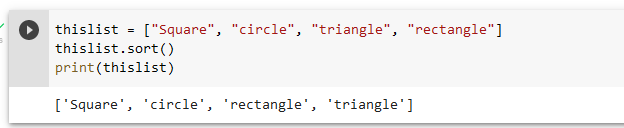 thislist = ["Square", "circle", "triangle", "rectangle"]
thislist.sort()
print(thislist)
['Square', 'circle', 'rectangle', 'triangle']